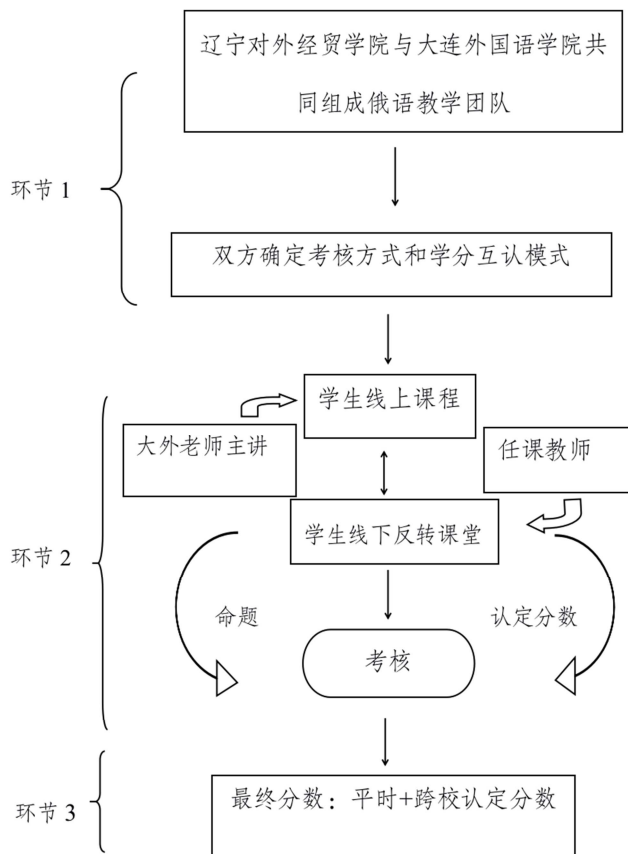 辽宁对外经贸学院与大连外国语学院共
同组成俄语教学团队
环节 1
双方确定考核方式和学分互认模式
学生线上课程
大外老师主讲
任课教师
学生线下反转课堂
环节 2
命题
认定分数
考核
最终分数：平时+跨校认定分数
环节 3